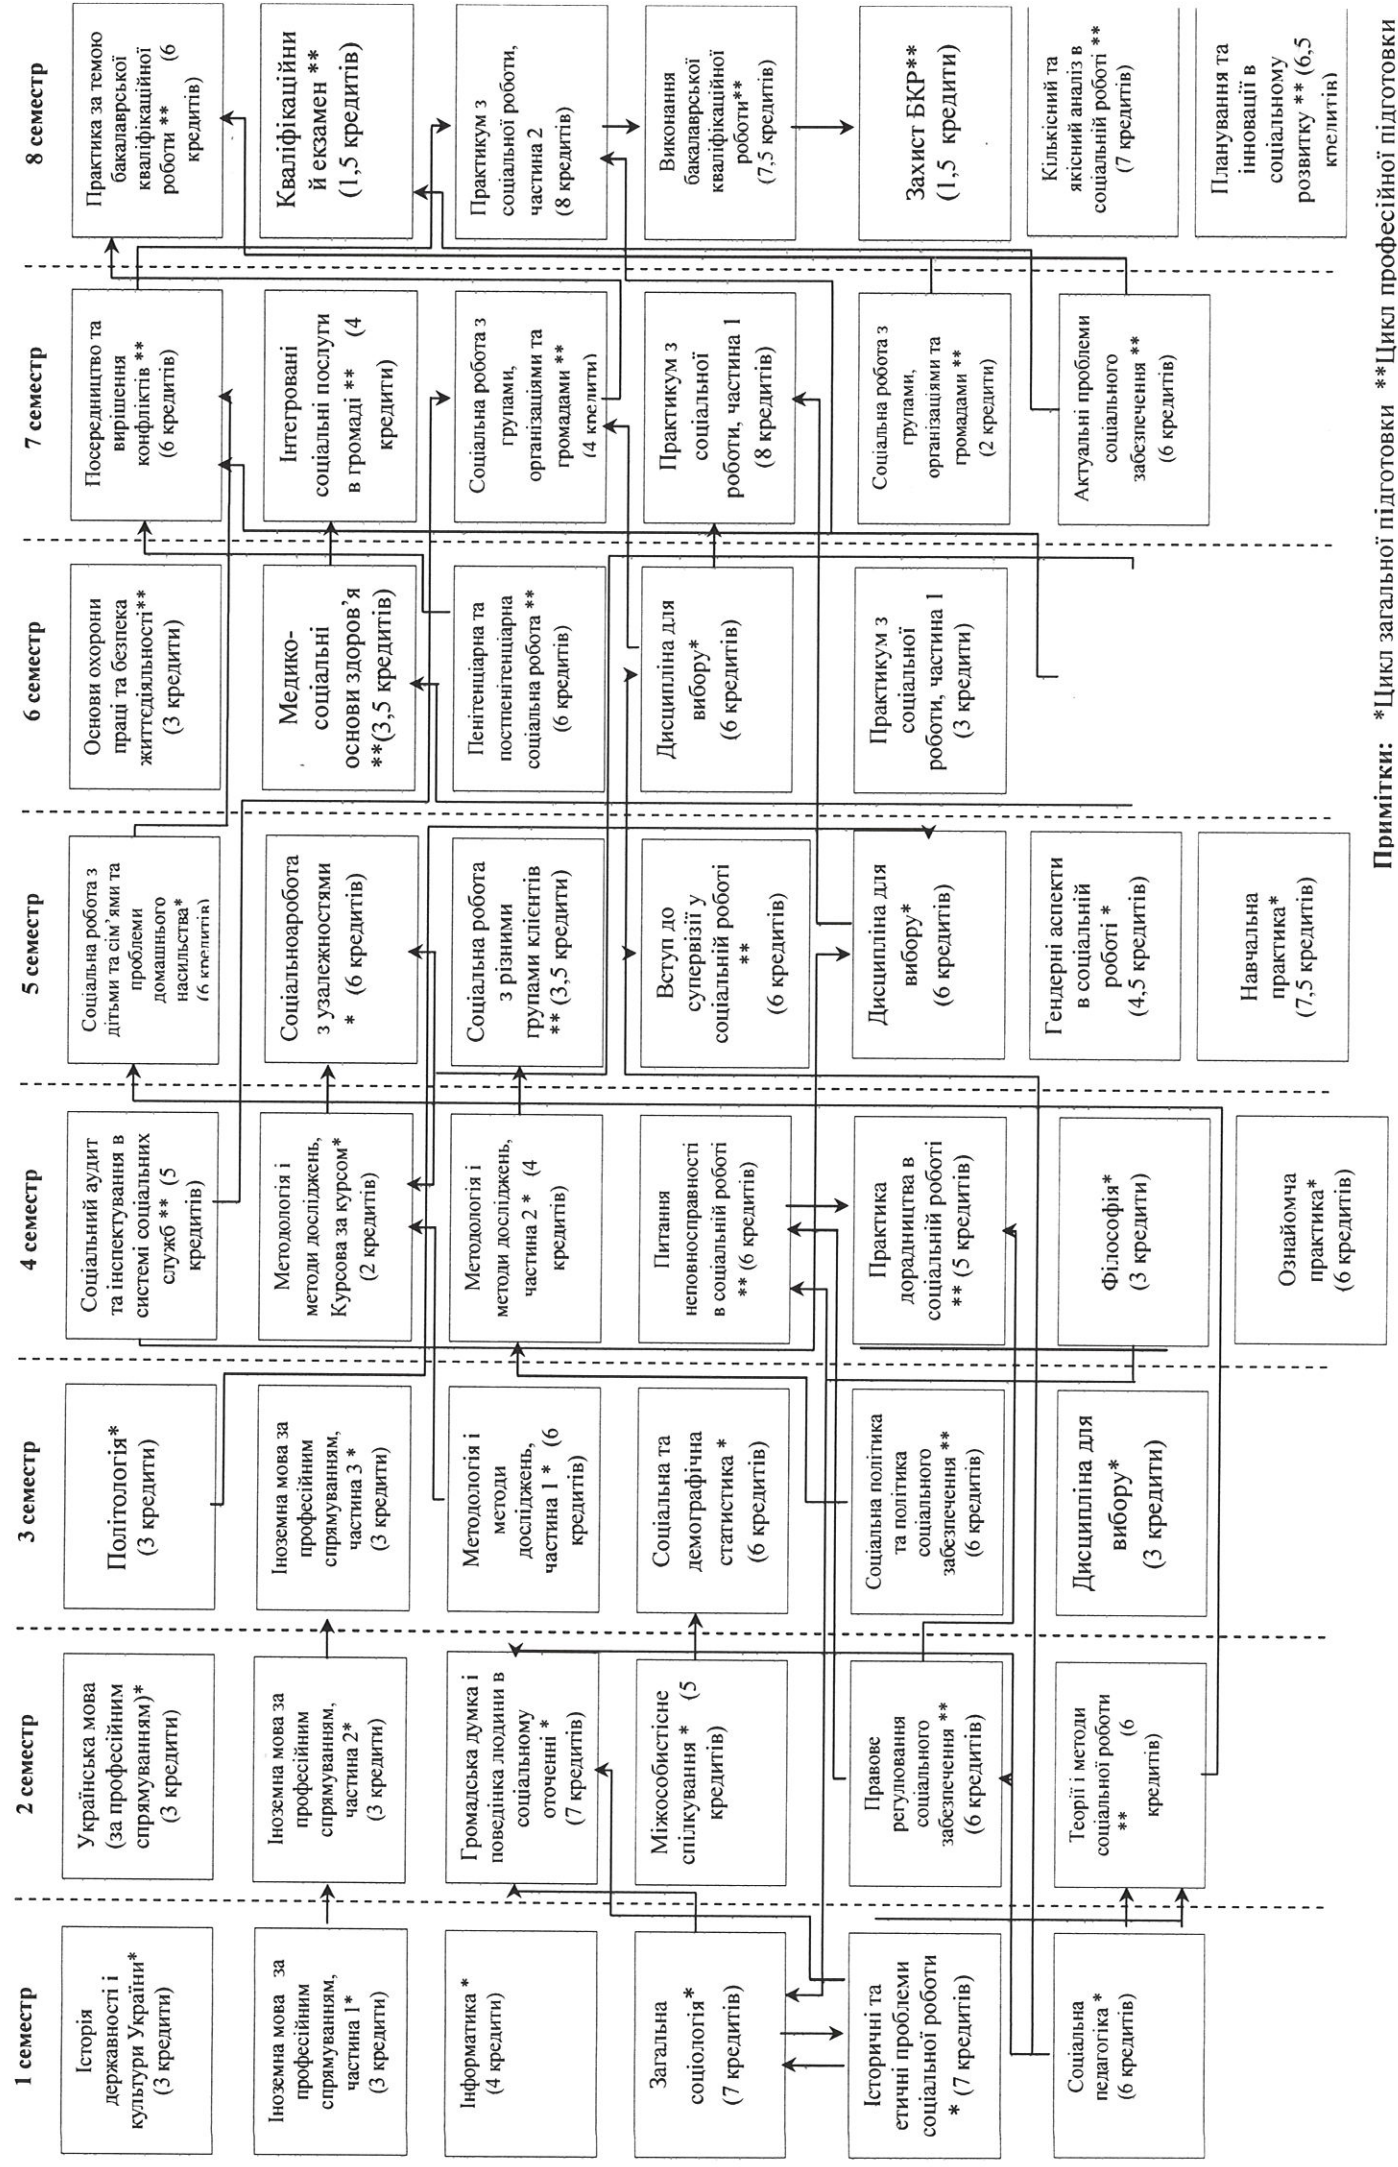 1 семестр
Історія
державності і
культури України*
(3 кредити)
Іноземна мова за
професійним
спрямуванням,
частина 1*
(3 кредити)
Інформатика *
(4 кредити)
Загальна
соціологія*
(7 кредитів)
Історичні та
етичні проблеми
соціальної роботи
* (7 кредитів)
Соціальна
педагогіка *
(6 кредитів)
2 семестр
Українська мова
(за професійним
спрямуванням)*
(3 кредити)
Іноземна мова за
професійним
спрямуванням,
частина 2*
(3 кредити)
Громадська думка і
поведінка людини в
соціальному
оточенні *
(7 кредитів)
Міжособистісне
спілкування * (5
кредитів)
Правове
регулювання
соціального
забезпечення **
(6 кредитів)
Теорії і методи
соціальної роботи
** (6
кредитів)
3 семестр
Політологія*
(3 кредити)
Іноземна мова за
професійним
спрямуванням,
частина 3 *
(3 кредити)
Методологія і
методи
досліджень,
частина 1 * (6
кредитів)
Соціальна та
демографічна
статистика *
(6 кредитів)
Соціальна політика
та політика
соціального
забезпечення **
(6 кредитів)
Дисципліна для
вибору*
(3 кредити)
4 семестр
Соціальний аудит
та інспектування в
системі соціальних
служб ** (5
кредитів)
Методологія і
методи досліджень,
Курсова за курсом*
(2 кредитів)
Методологія і
методи досліджень,
частина 2 * (4
кредитів)
Питання
неповносправності
в соціальній роботі
** (6 кредитів)
Практика
дорадництва в
соціальній роботі
** (5 кредитів)
Філософія*
(3 кредити)
Ознайомча
практика*
(6 кредитів)
5 семестр
Соціальна робота з
дітьми та сім’ями та
проблеми
домашнього
насильства*
(6 кредитів)
Соціальнаробота
з узалежностями
* (6 кредитів)
Соціальна робота
з різними
групами клієнтів
** (3,5 кредити)
Вступ до
супервізії у
соціальній роботі
**
(6 кредитів)
Дисципліна для
вибору*
(6 кредитів)
Гендерні аспекти
в соціальній
роботі *
(4,5 кредитів)
Навчальна
практика*
(7,5 кредитів)
6 семестр
Основи охорони
праці та безпека
життєдіяльності**
(3 кредити)
Медико-
соціальні
основи здоров’я
**(3,5 кредитів)
Пенітенціарна та
постпенітенціарна
соціальна робота **
(6 кредитів)
Дисципліна для
вибору*
(6 кредитів)
Практикум з
соціальної
роботи, частина 1
(3 кредити)
7 семестр
Посередництво та
вирішення
конфліктів **
(6 кредитів)
Інтегровані
соціальні послуги
в громаді ** (4
кредити)
Соціальна робота з
групами,
організаціями та
громадами **
(4 кредити)
Практикум з
соціальної
роботи, частина 1
(8 кредитів)
Соціальна робота з
групами,
організаціями та
громадами **
(2 кредити)
Актуальні проблеми
соціального
забезпечення **
(6 кредитів)
8 семестр
Практика за темою
бакалаврської
кваліфікаційної
роботи ** (6
кредитів)
Кваліфікаційни
й екзамен **
(1,5 кредитів)
Практикум з
соціальної роботи,
частина 2
(8 кредитів)
Виконання
бакалаврської
кваліфікаційної
роботи**
(7,5 кредитів)
Захист БКР**
(1,5 кредити)
Кількісний та
якісний аналіз в
соціальній роботі **
(7 кредитів)
Планування та
інновації в
соціальному
розвитку ** (6,5
кредитів)
Примітки: *Цикл загальної підготовки **Цикл професійної підготовки